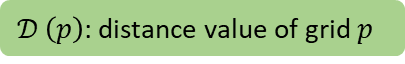 𝒟 (𝑝): distance value of grid 𝑝